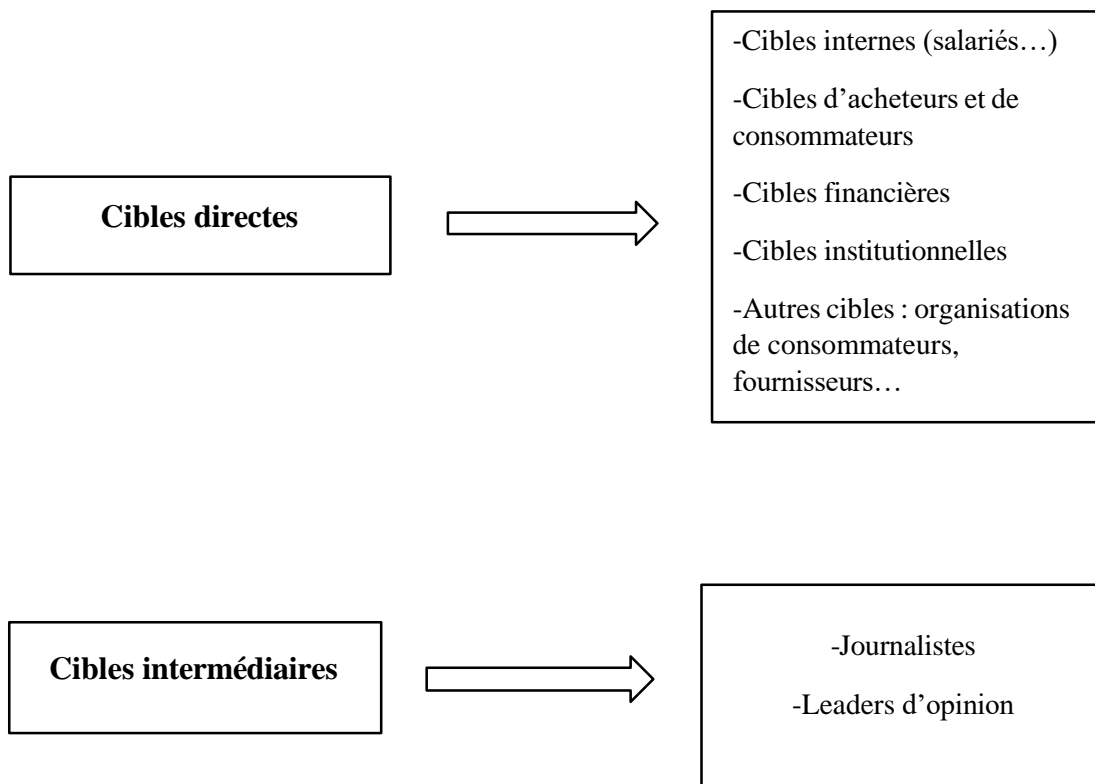 Cibles directes
-Cibles internes (salariés…)
-Cibles d’acheteurs et de
consommateurs
-Cibles financières
-Cibles institutionnelles
-Autres cibles : organisations
de consommateurs,
fournisseurs…
Cibles intermédiaires
-Journalistes
-Leaders d’opinion